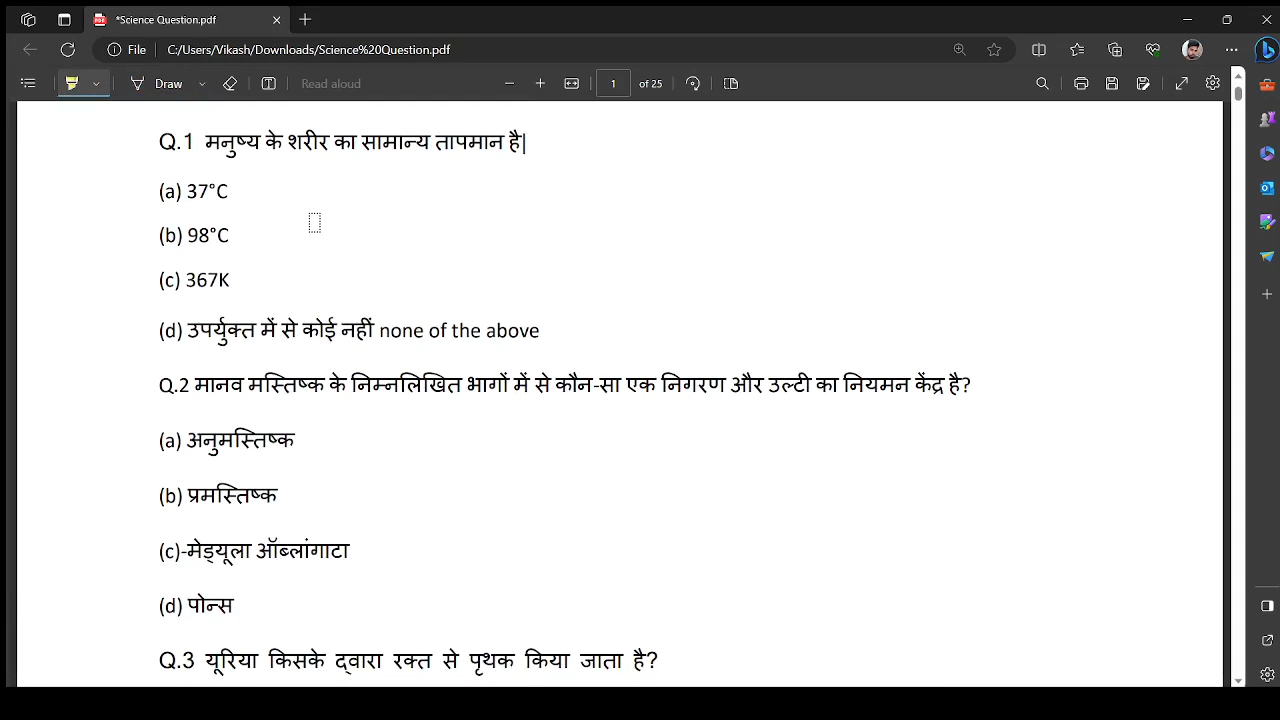 *Science Question.pdf
File C:/Users/Vikash/Downloads/Science%20Question.pdf
Draw Read aloud 1 of 25
Q.1 मनुष्य के शरीर का सामान्य तापमान है|
(a) 37°C
(b) 98°C
(c) 367K
(d) उपर्युक्त में से कोई नहीं none of the above
Q.2 मानव मस्तिष्क के निम्नलिखित भागों में से कौन-सा एक निगरण और उल्टी का नियमन केंद्र है?
(a) अनुमस्तिष्क
(b) प्रमस्तिष्क
(c)-मेड्यूला ऑब्लांगाटा
(d) पोन्स
Q.3 यूरिया किसके द्वारा रक्त से पृथक किया जाता है?